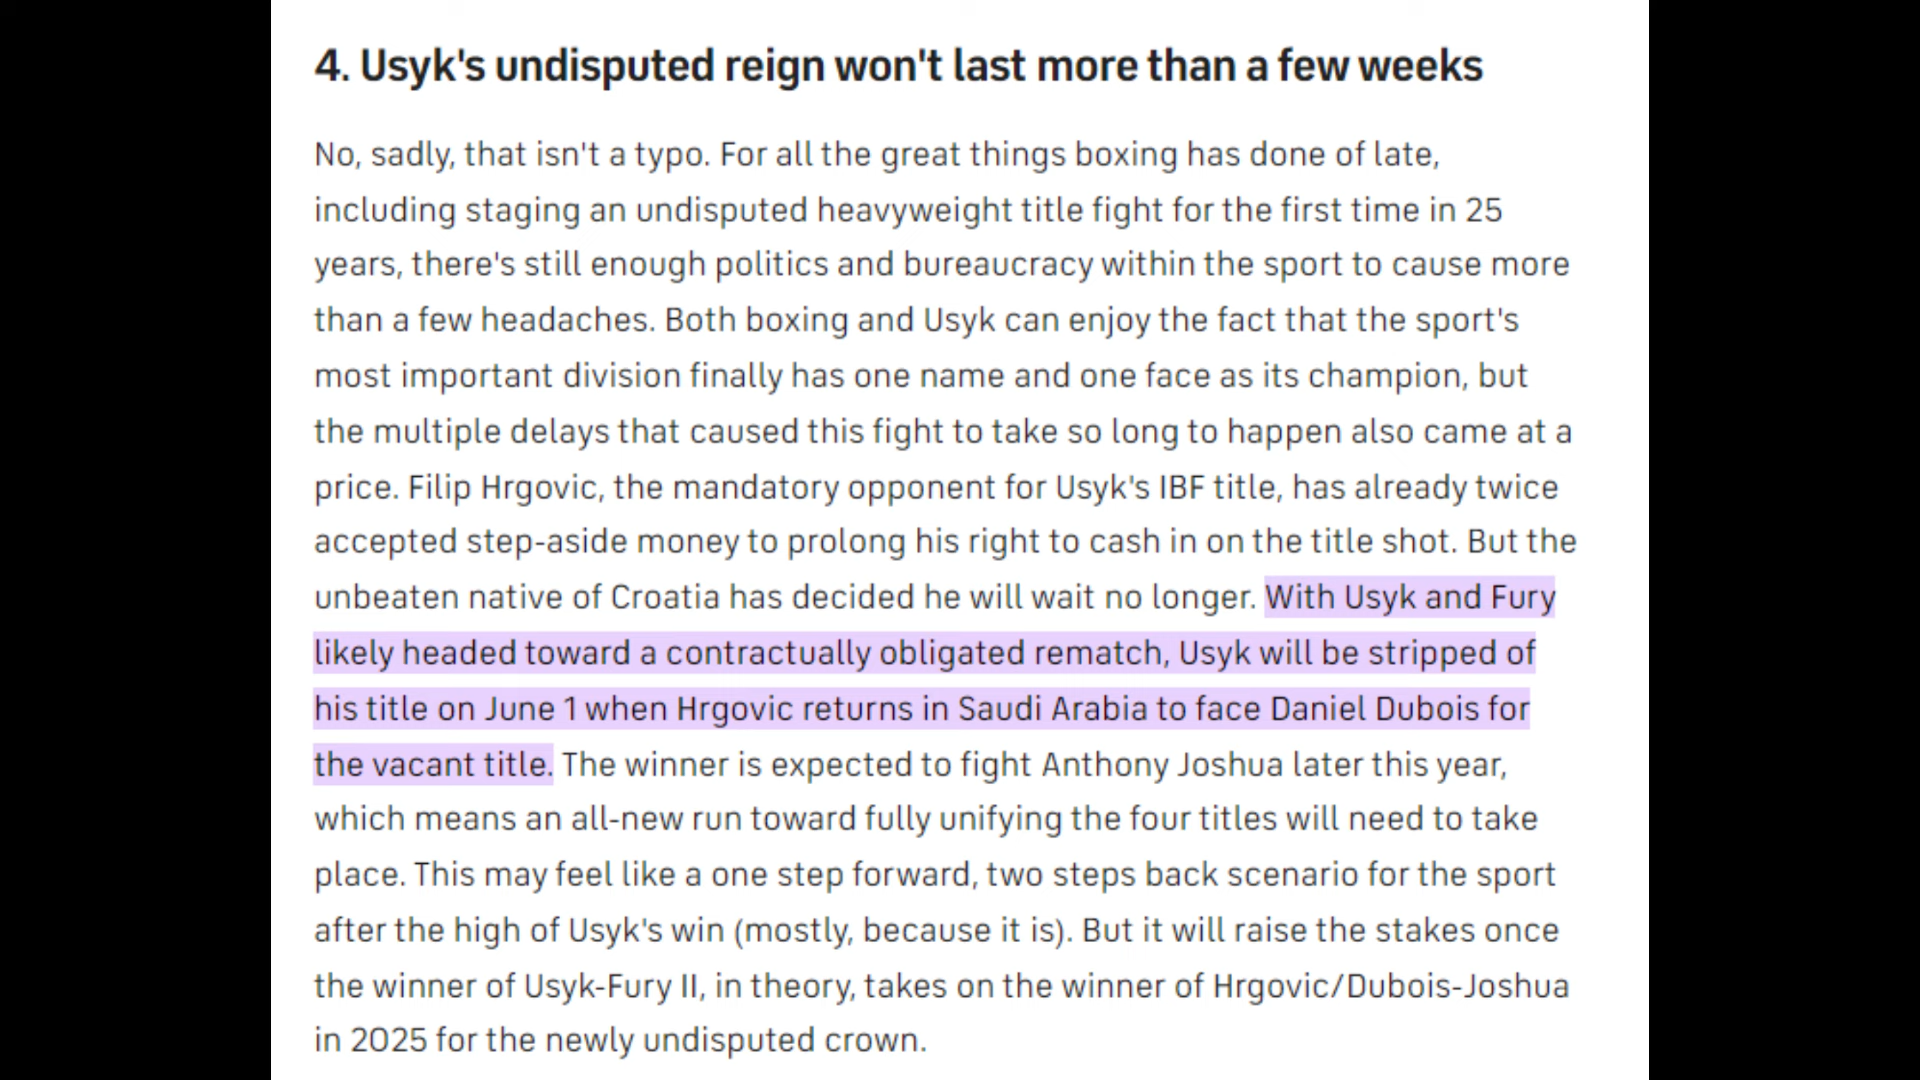 4. Usyk's undisputed reign won't last more than a few weeks
No, sadly, that isn't a typo. For all the great things boxing has done of late,
including staging an undisputed heavyweight title fight for the first time in 25
years, there's still enough politics and bureaucracy within the sport to cause more
than a few headaches. Both boxing and Usyk can enjoy the fact that the sport's
most important division finally has one name and one face as its champion, but
the multiple delays that caused this fight to take so long to happen also came at a
price. Filip Hrgovic, the mandatory opponent for Usyk's IBF title, has already twice
accepted step-aside money to prolong his right to cash in on the title shot. But the
unbeaten native of Croatia has decided he will wait no longer. With Usyk and Fury
likely headed toward a contractually obligated rematch, Usyk will be stripped of
his title on June 1 when Hrgovic returns in Saudi Arabia to face Daniel Dubois for
the vacant title. The winner is expected to fight Anthony Joshua later this year,
which means an all-new run toward fully unifying the four titles will need to take
place. This may feel like a one step forward, two steps back scenario for the sport
after the high of Usyk's win (mostly, because it is). But it will raise the stakes once
the winner of Usyk-Fury II, in theory, takes on the winner of Hrgovic/Dubois-Joshua
in 2025 for the newly undisputed crown.